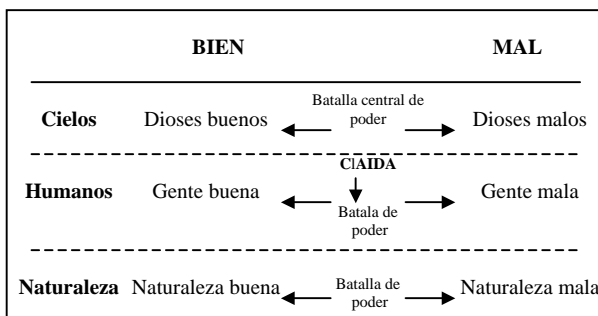 BIEN MAL
Batalla central de
Cielos Dioses buenos poder Dioses malos
ClAIDA
Humanos Gente buena Gente mala
Batala de
poder
Naturaleza Naturaleza buena Batalla de Naturaleza mala
poder